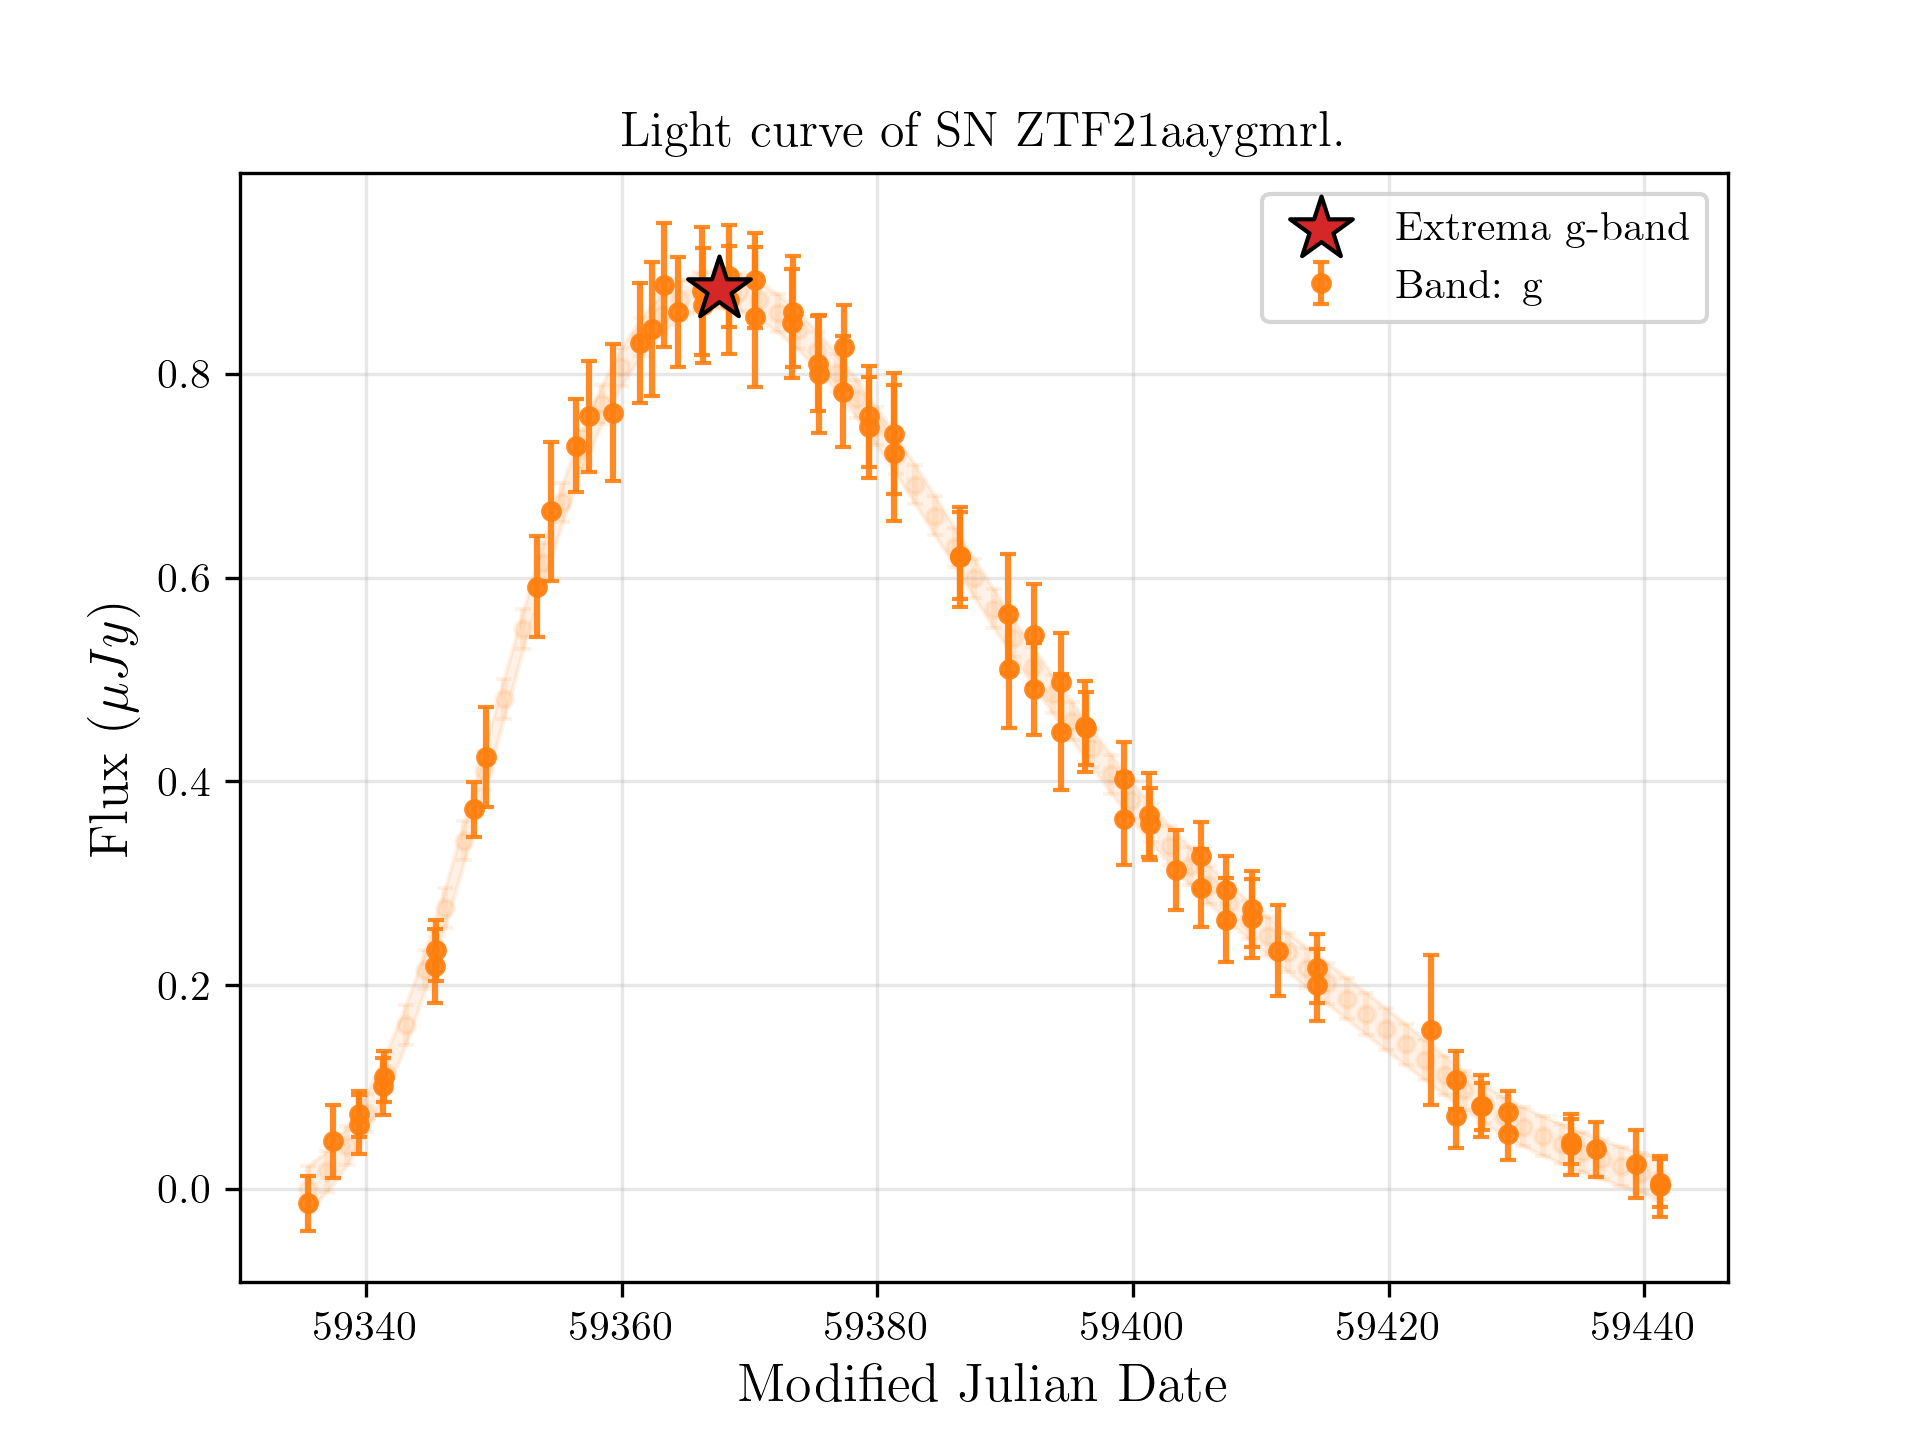 Light curve of SN ZTF21aaygmrl.
Extrema g-band
Band: g
Flux (μJy)
0.8
0.6
0.4
0.2
0.0
59340 59360 59380 59400 59420 59440
Modified Julian Date